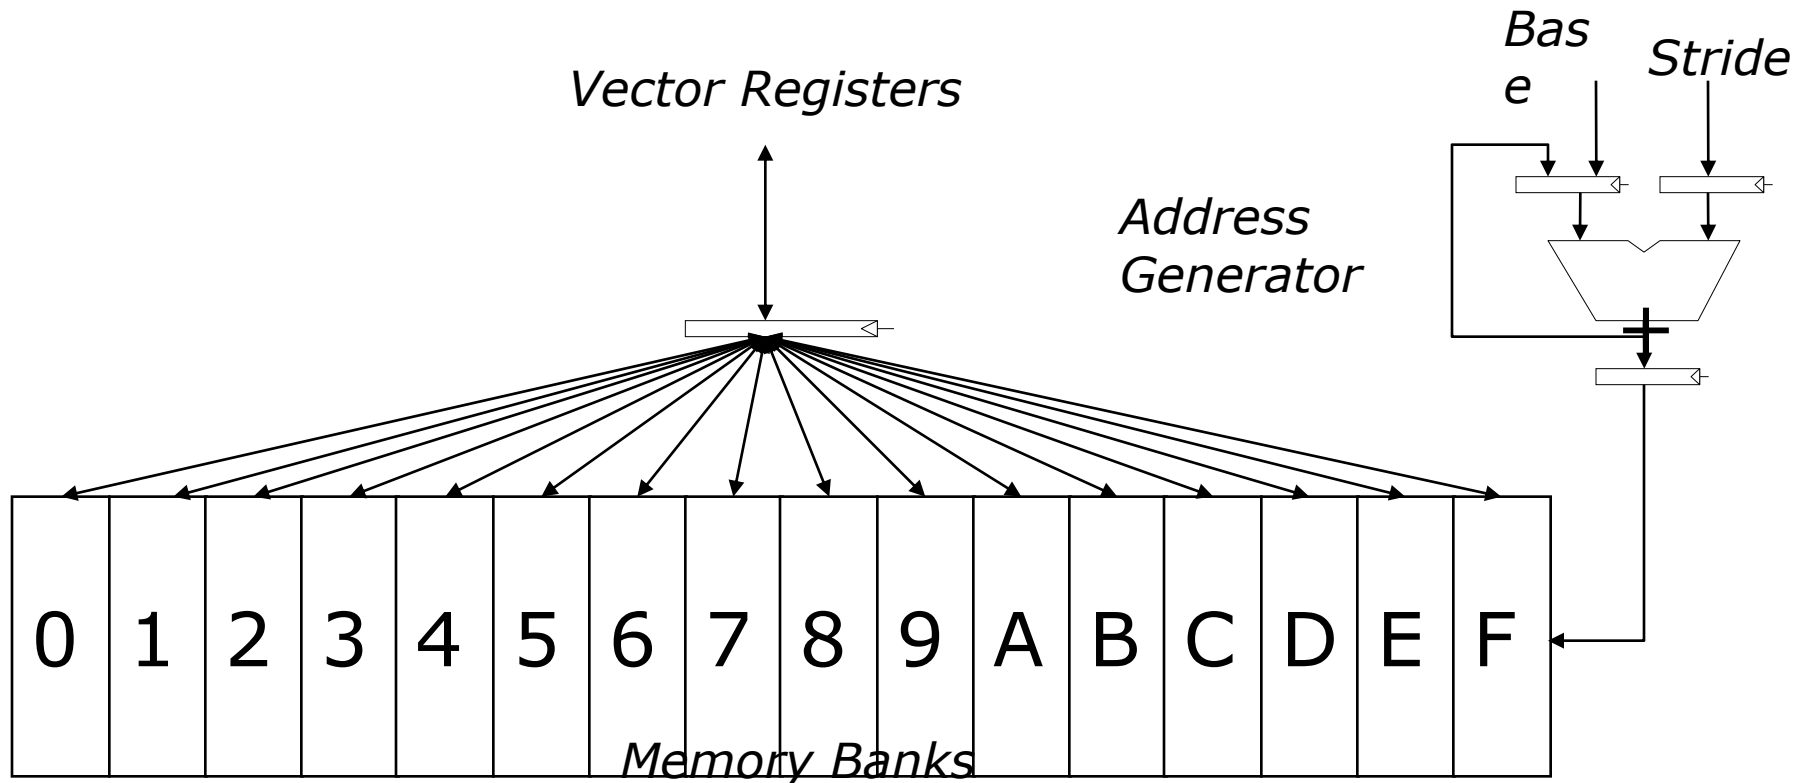 Bas
e
Stride
Vector Registers
Address
Generator
+
0 1 2 3 4 5 6 7 8 9 A B C D E F
Memory Banks